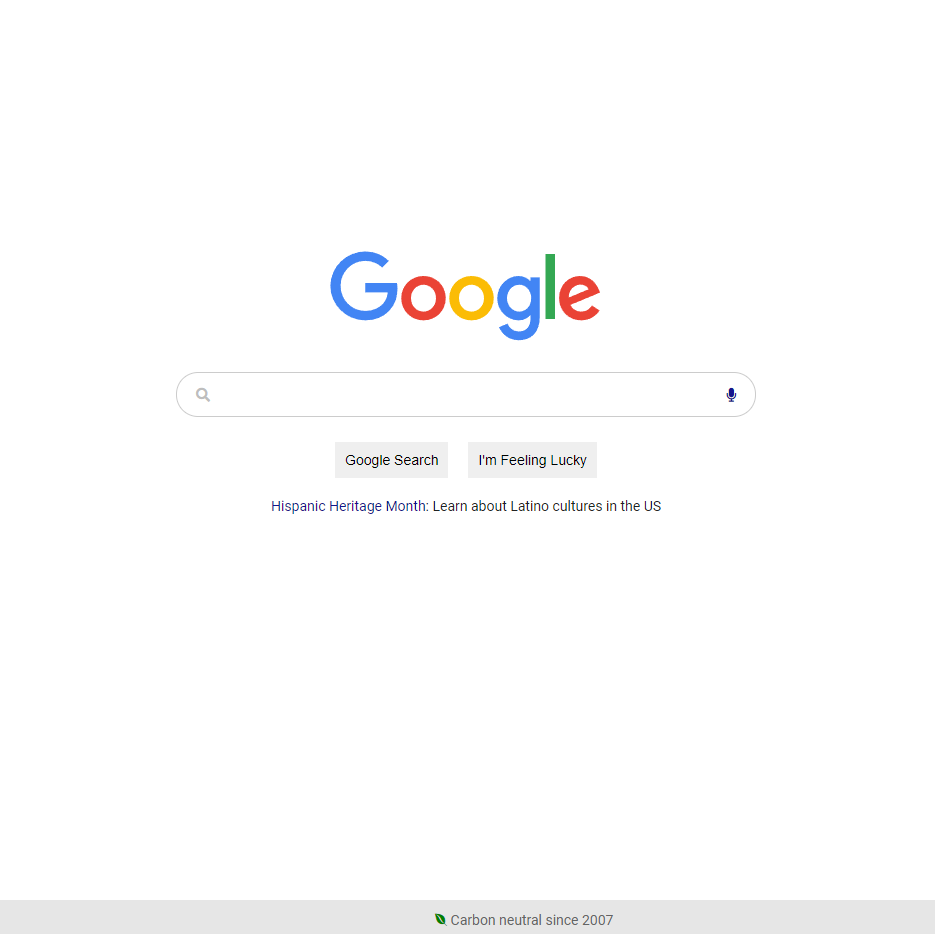 Google
Google Search
I'm Feeling Lucky
Hispanic Heritage Month: Learn about Latino cultures in the US
Carbon neutral since 2007